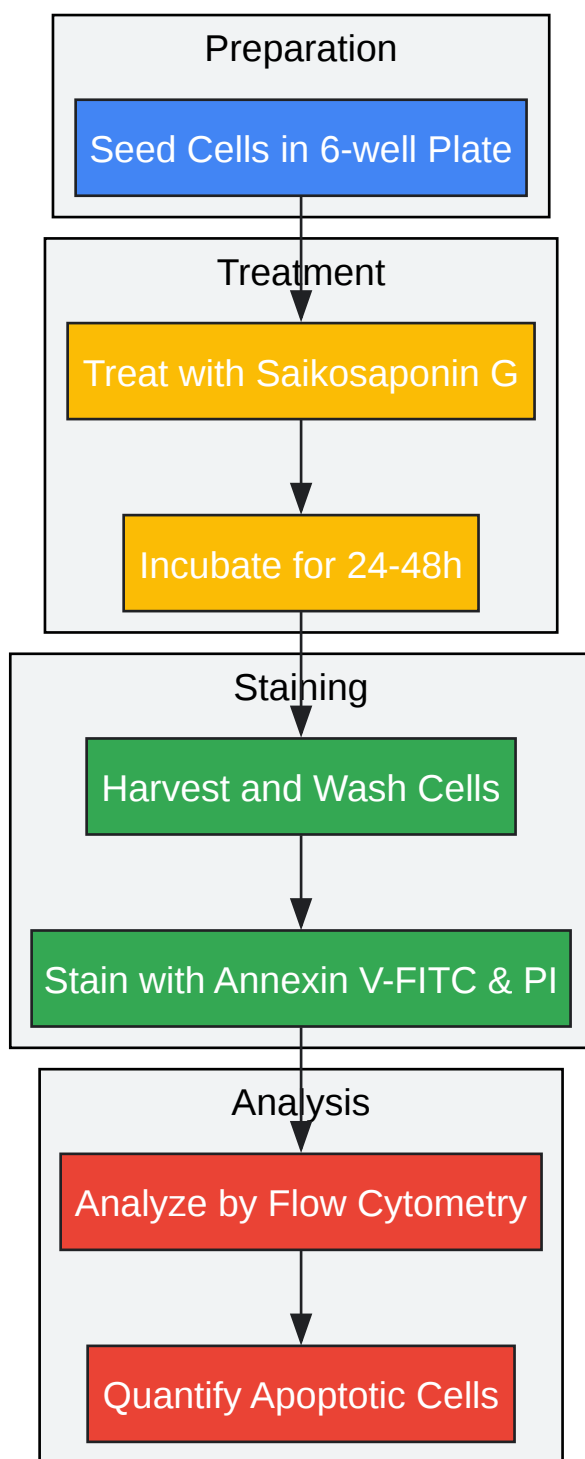 Preparation
Seed Cells in 6-well Plate
Treatment
Treat with Saikosaponin G
Incubate for 24-48h
Staining
Harvest and Wash Cells
Stain with Annexin V-FITC & PI
Analysis
Analyze by Flow Cytometry
Quantify Apoptotic Cells